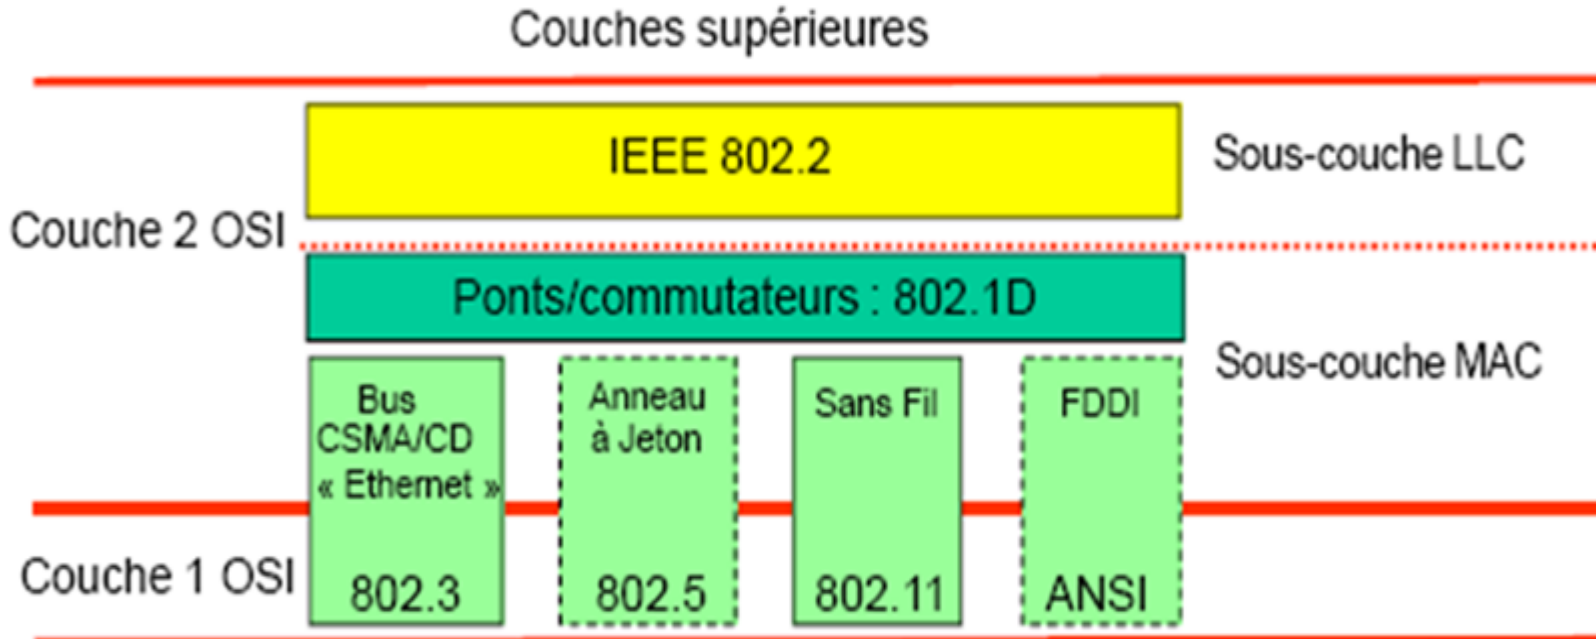 Couches supérieures
IEEE 802.2
Sous-couche LLC
Couche 2 OSI
Ponts/commutateurs : 802.1D
Sous-couche MAC
Bus
CSMA/CD
« Ethernet »
802.3
Anneau
à Jeton
802.5
Sans Fil
802.11
FDDI
ANSI
Couche 1 OSI